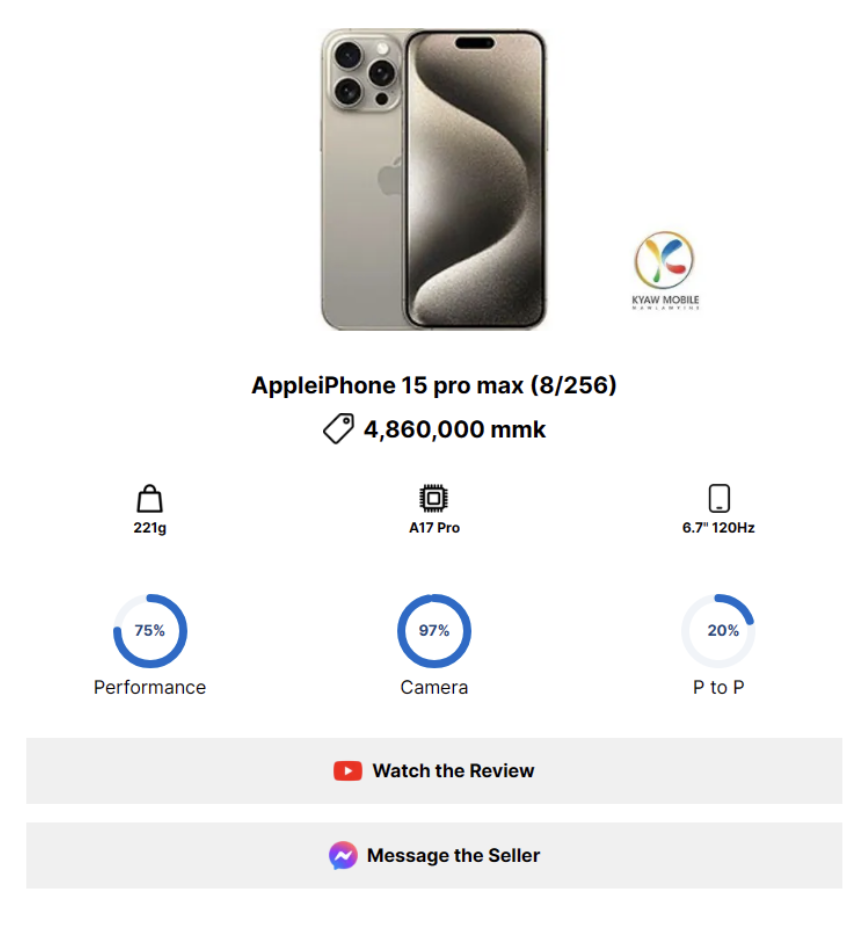 KYAW MOBILE
MAWLAMYINE
AppleiPhone 15 pro max (8/256)
4,860,000 mmk
221g
A17 Pro
6.7" 120Hz
75%
97%
20%
Performance
Camera
P to P
Watch the Review
Message the Seller